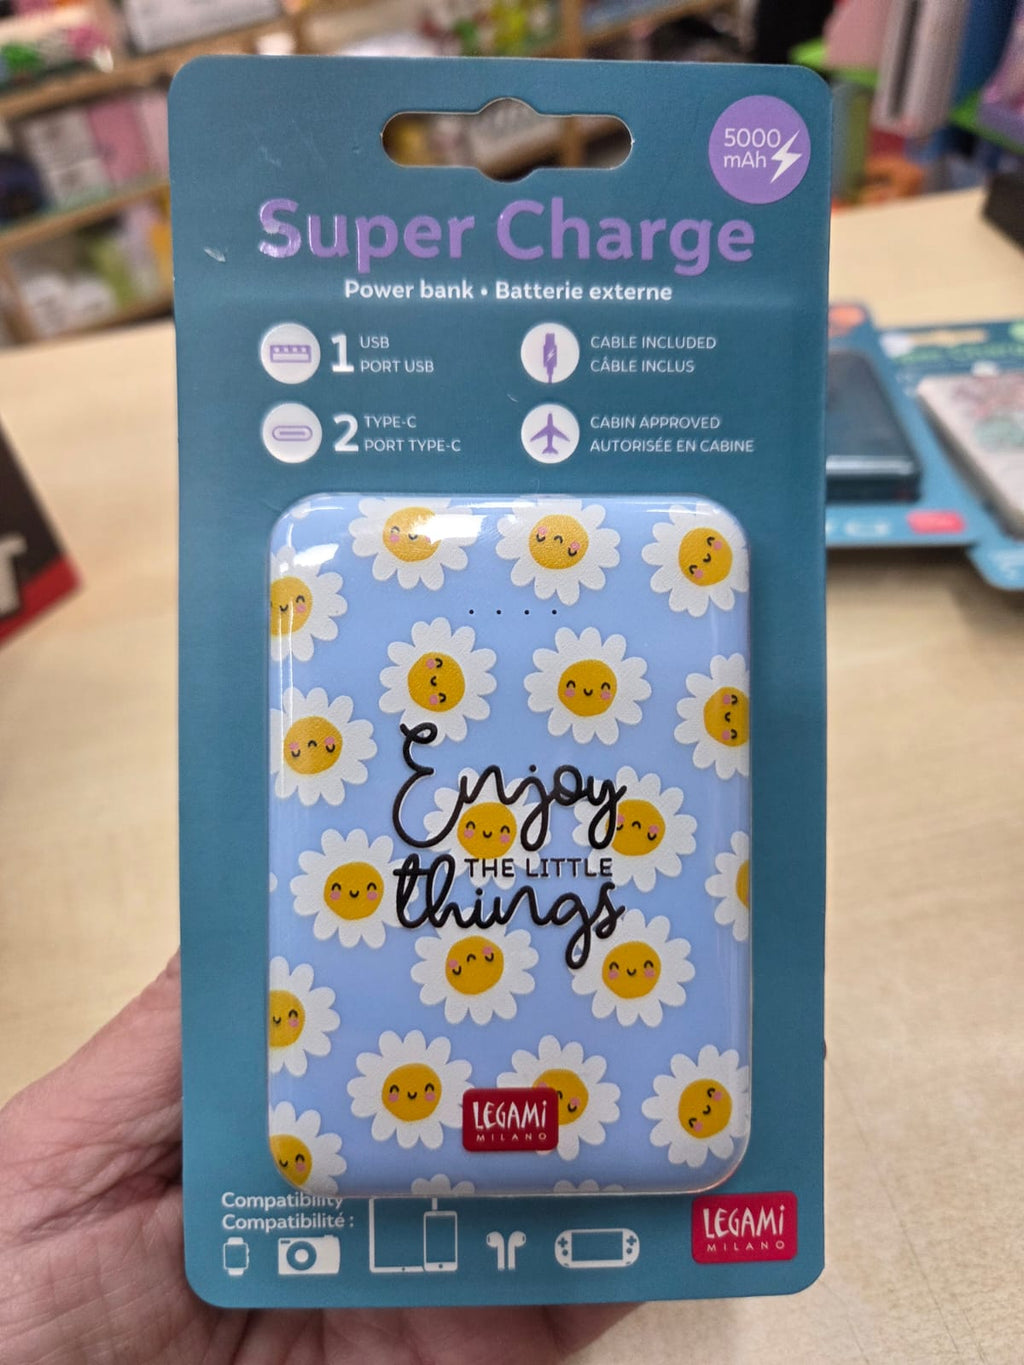 5000
mAh
Super Charge
Power bank • Batterie externe
1 USB
PORT USB
CABLE INCLUDED
CÂBLE INCLUS
2 TYPE-C
PORT TYPE-C
CABIN APPROVED
AUTORISÉE EN CABINE
Enjoy
THE LITTLE
things
LEGAMi
MILANO
Compatibility
Compatibilité :
LEGAMi
MILANO